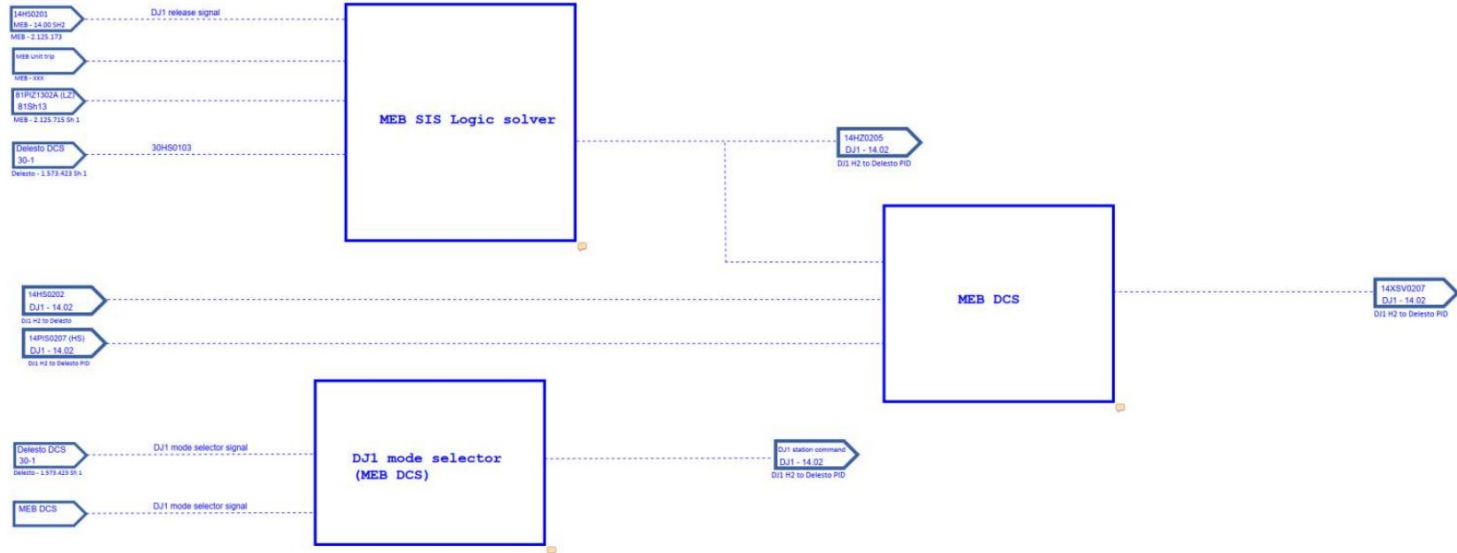 14HS0201
MEB - 14.00 SH2
MEB - 2.125.173
DJ1 release signal
MEB Unit trip
MEB - XXX
81PIZ1302A (LZ)
81Sh13
MEB - 2.125.715 Sh 1
Delesto DCS
30-1
Delesto - 1.573.423 Sh 1
30HS0103
MEB SIS Logic solver
14HZ0205
DJ1 - 14.02
DJ1 H2 to Delesto PID
14HS0202
DJ1 - 14.02
DJ1 H2 to Delesto
14PIS0207 (HS)
DJ1 - 14.02
DJ1 H2 to Delesto PID
MEB DCS
14XSV0207
DJ1 - 14.02
DJ1 H2 to Delesto PID
Delesto DCS
30-1
Delesto - 1.573.423 Sh 1
DJ1 mode selector signal
MEB DCS
DJ1 mode selector signal
DJ1 mode selector
(MEB DCS)
DJ1 station command
DJ1 - 14.02
DJ1 H2 to Delesto PID